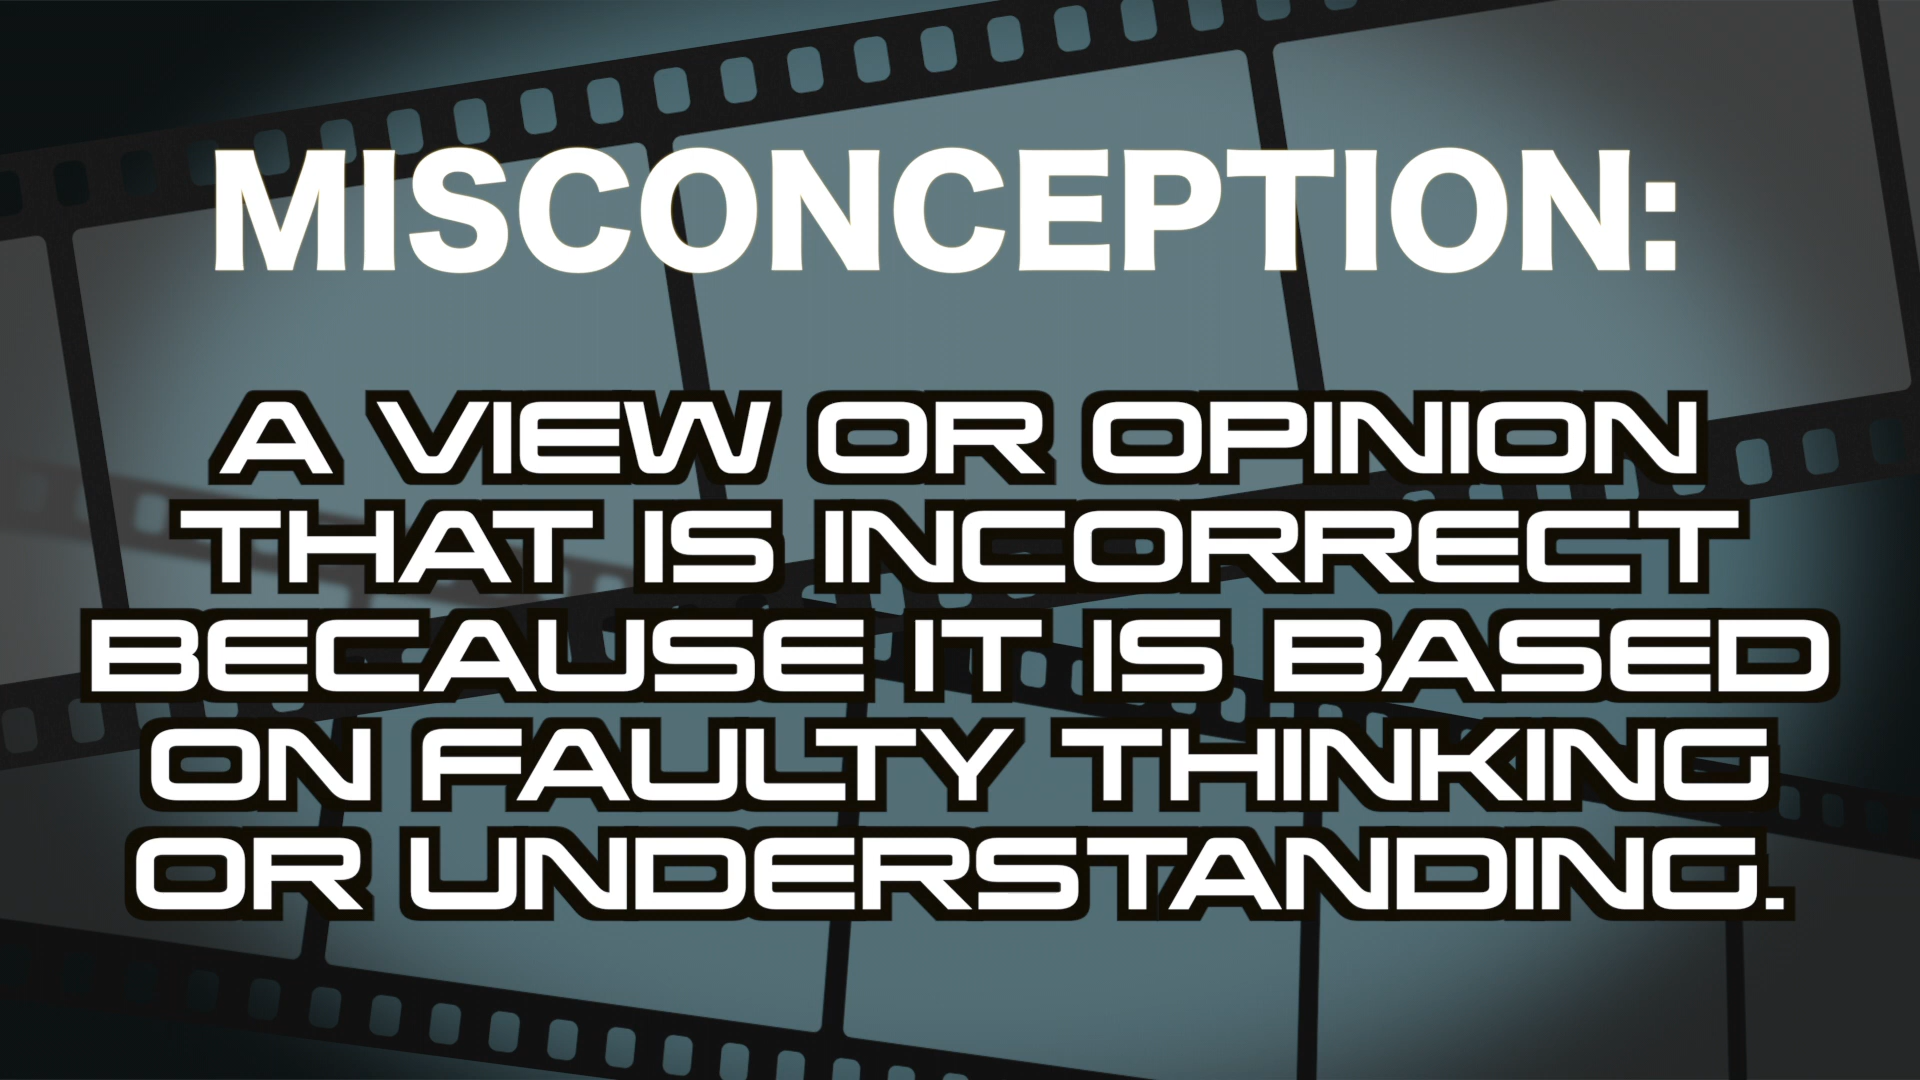 MISCONCEPTION:
A VIEW OR OPINION
THAT IS INCORRECT
BECAUSE IT IS BASED
ON FAULTY THINKING
OR UNDERSTANDING.